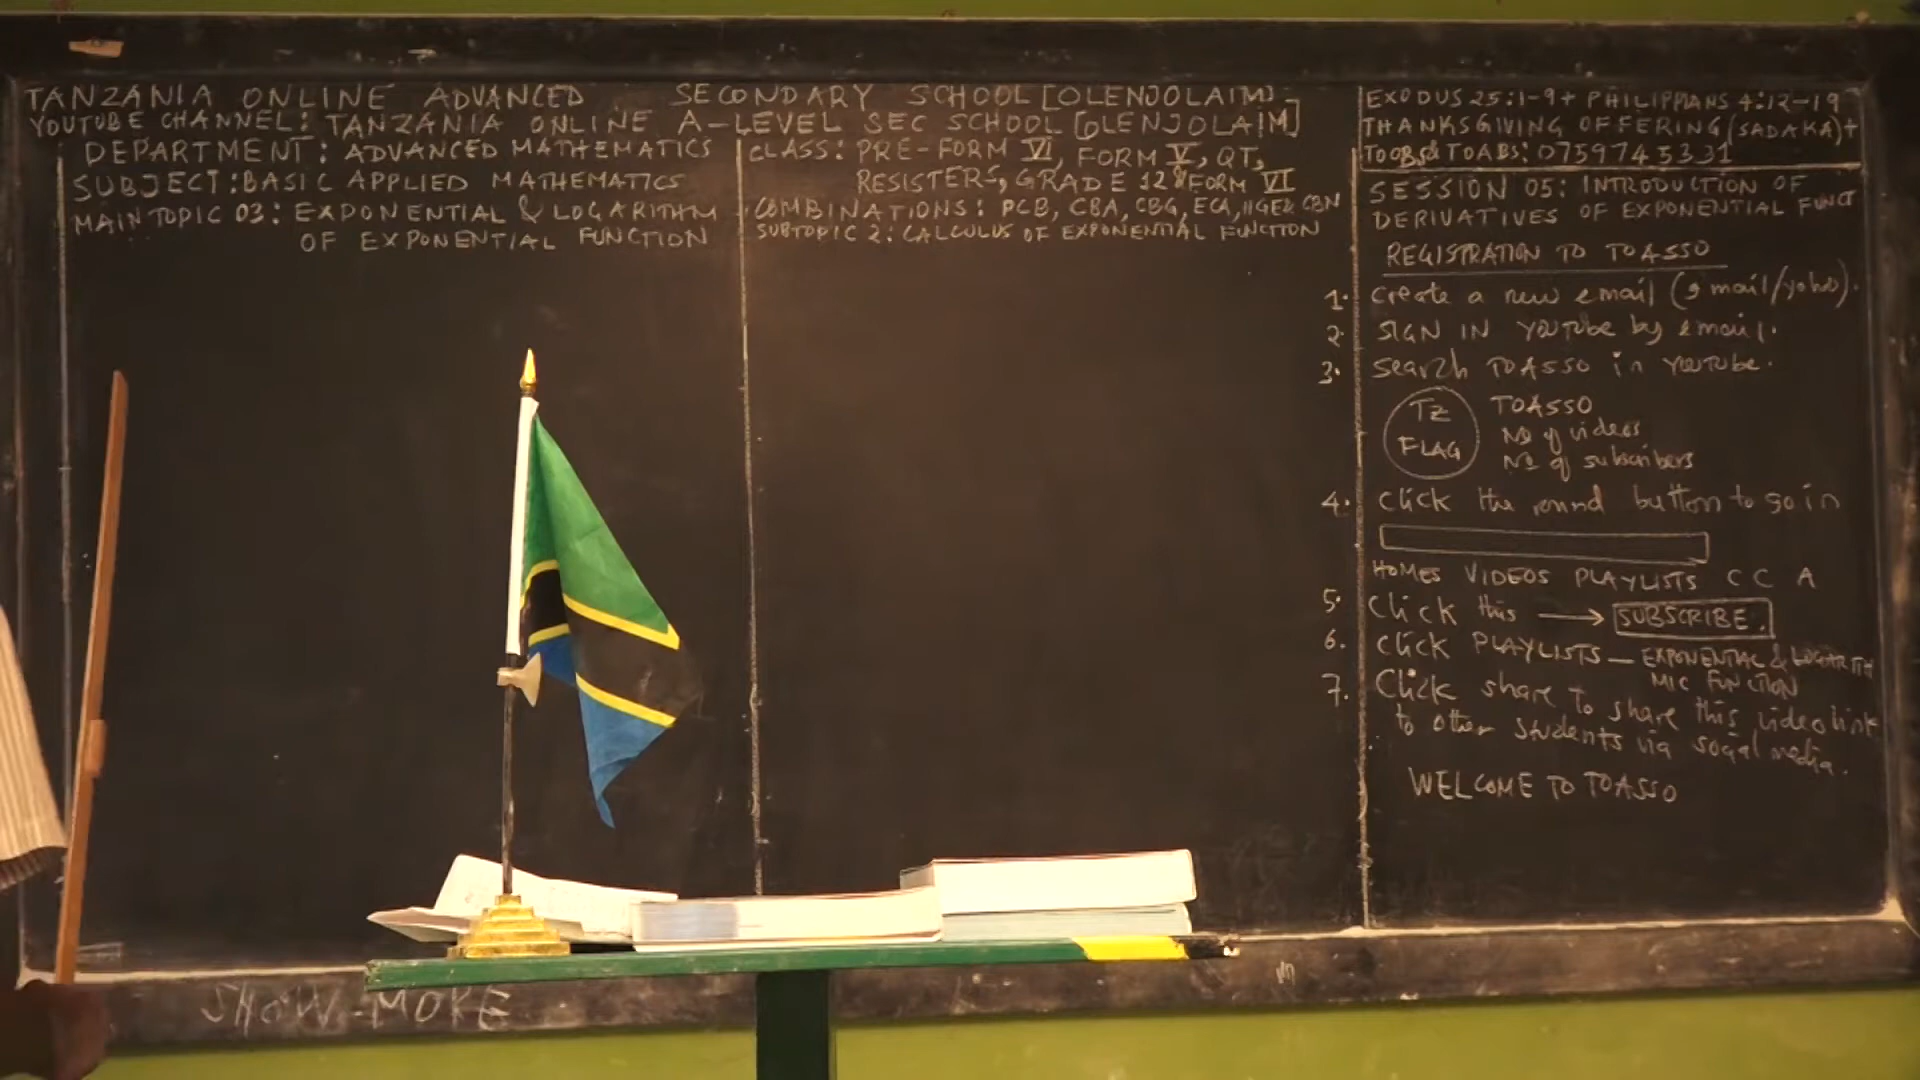 TANZANIA ONLINE ADVANCED SECONDARY SCHOOL [OLENJOLAIM]
YOUTUBE CHANNEL: TANZANIA ONLINE A-LEVEL SEC SCHOOL [OLENJOLAIM]
DEPARTMENT: ADVANCED MATHEMATICS
SUBJECT: BASIC APPLIED MATHEMATICS
MAIN TOPIC 03: EXPONENTIAL & LOGARITHM
OF EXPONENTIAL FUNCTION
CLASS: PRE-FORM VI, FORM V, QT,
RESISTERS, GRADE 12 & FORM VI
COMBINATIONS: PCB, CBA, CBG, ECA, HGE & CBN
SUBTOPIC 2: CALCULUS OF EXPONENTIAL FUNCTION
EXODUS 25:1-9 + PHILIPPIANS 4:12-19
THANKSGIVING OFFERING (SADAKA) +
TOOBS & TOABS: 0759745331
SESSION 05: INTRODUCTION OF
DERIVATIVES OF EXPONENTIAL FUNCT
REGISTRATION TO TOASSO
1. Create a new email (gmail/yahoo).
2. SIGN IN YOUTUBE by email.
3. Search TOASSO in YOUTUBE.
TZ
FLAG
TOASSO
No of videos
No of subscribers
4. Click the round button to go in
HOMES VIDEOS PLAYLISTS C C A
5. Click this → SUBSCRIBE.
6. Click PLAYLISTS - EXPONENTIAL & LOGARITH
MIC FUNCTION
7. Click share to share this video link
to other students via social media.
WELCOME TO TOASSO
SHOW-MORE